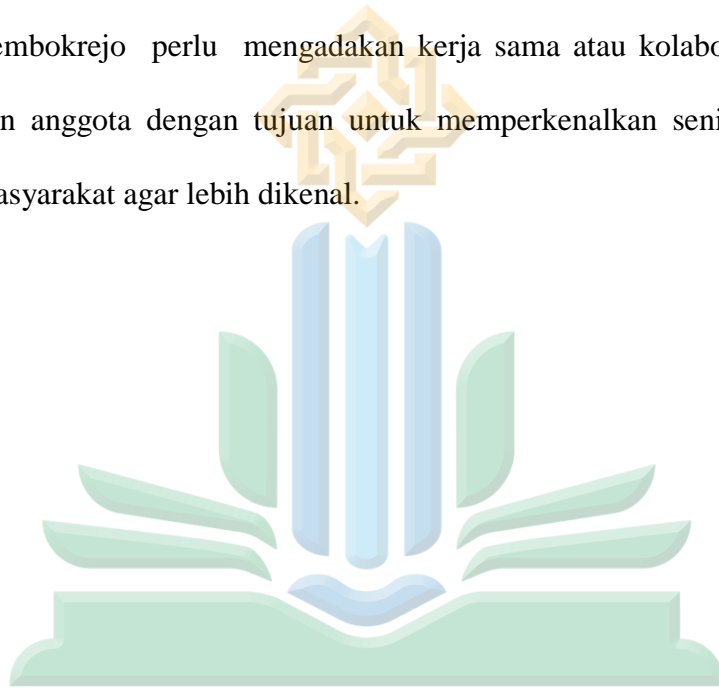 embokrejo perlu mengadakan kerja sama atau kolabo
n anggota dengan tujuan untuk memperkenalkan seni
asyarakat agar lebih dikenal.